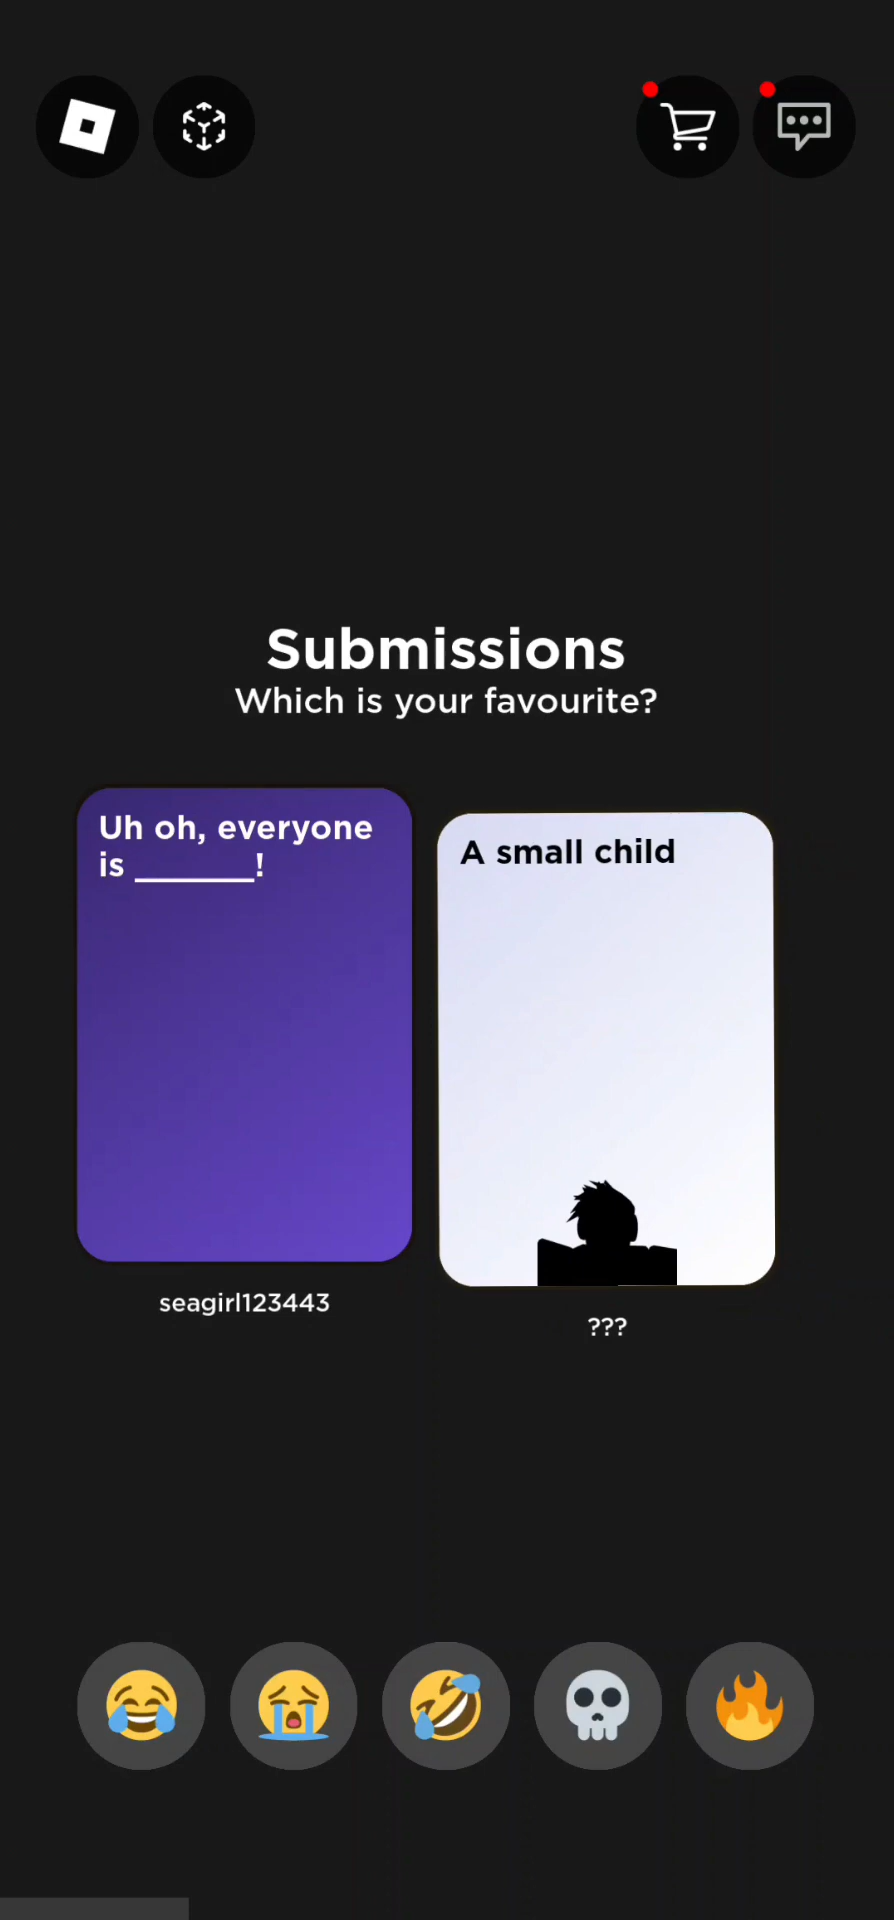 Submissions
Which is your favourite?
Uh oh, everyone
is _______!
A small child
seagirl123443
???